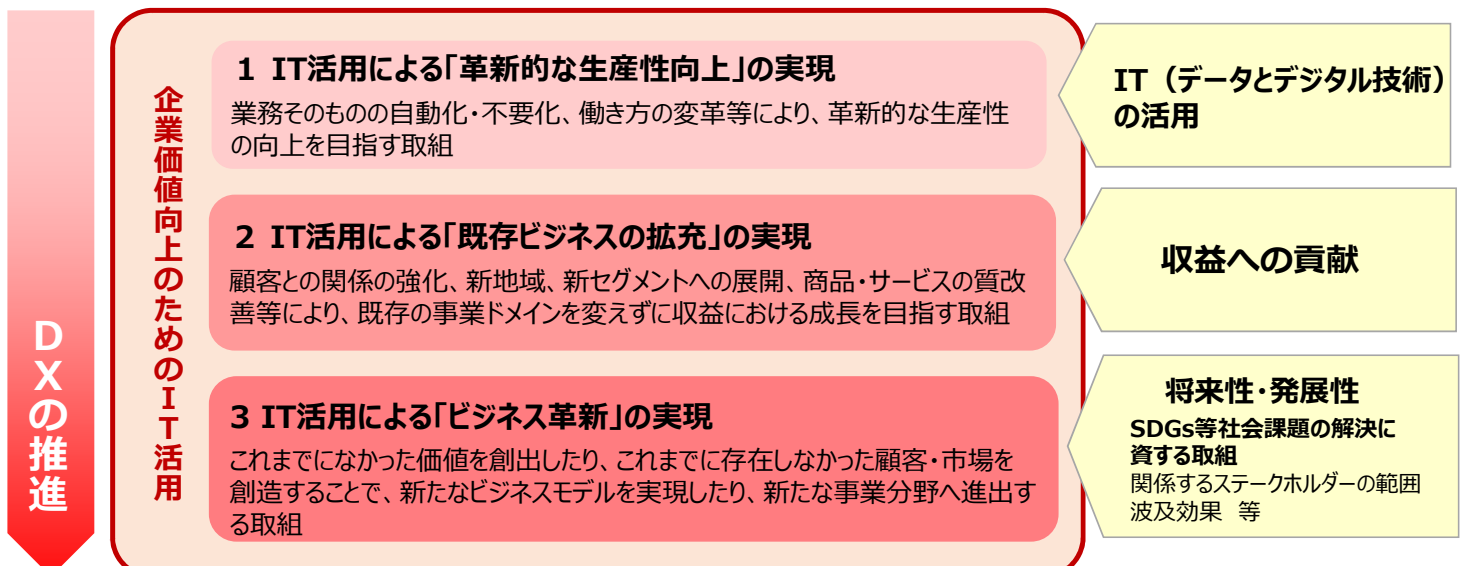 DXの推進
企業価値向上のためのIT活用
1 IT活用による「革新的な生産性向上」の実現
業務そのものの自動化・不要化、働き方の変革等により、革新的な生産性
の向上を目指す取組
IT（データとデジタル技術）
の活用
2 IT活用による「既存ビジネスの拡充」の実現
顧客との関係の強化、新地域、新セグメントへの展開、商品・サービスの質改
善等により、既存の事業ドメインを変えずに収益における成長を目指す取組
収益への貢献
3 IT活用による「ビジネス革新」の実現
これまでになかった価値を創出したり、これまでに存在しなかった顧客・市場を
創造することで、新たなビジネスモデルを実現したり、新たな事業分野へ進出す
る取組
将来性・発展性
SDGs等社会課題の解決に
資する取組
関係するステークホルダーの範囲
波及効果 等